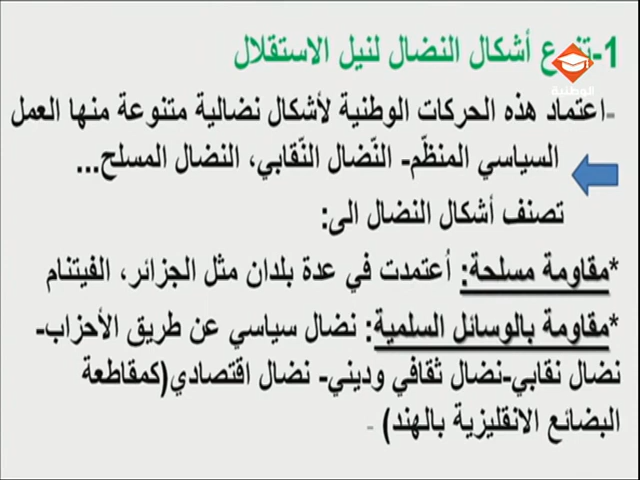 1-تنوع أشكال النضال لنيل الاستقلال
الوطنية
-اعتماد هذه الحركات الوطنية لأشكال نضالية متنوعة منها العمل
السياسي المنظّم- النّضال النّقابي، النضال المسلح...
تصنف أشكال النضال الى:
*مقاومة مسلحة: أعتمدت في عدة بلدان مثل الجزائر، الفيتنام
*مقاومة بالوسائل السلمية: نضال سياسي عن طريق الأحزاب-
نضال نقابي-نضال ثقافي وديني- نضال اقتصادي(كمقاطعة
البضائع الانقليزية بالهند) -